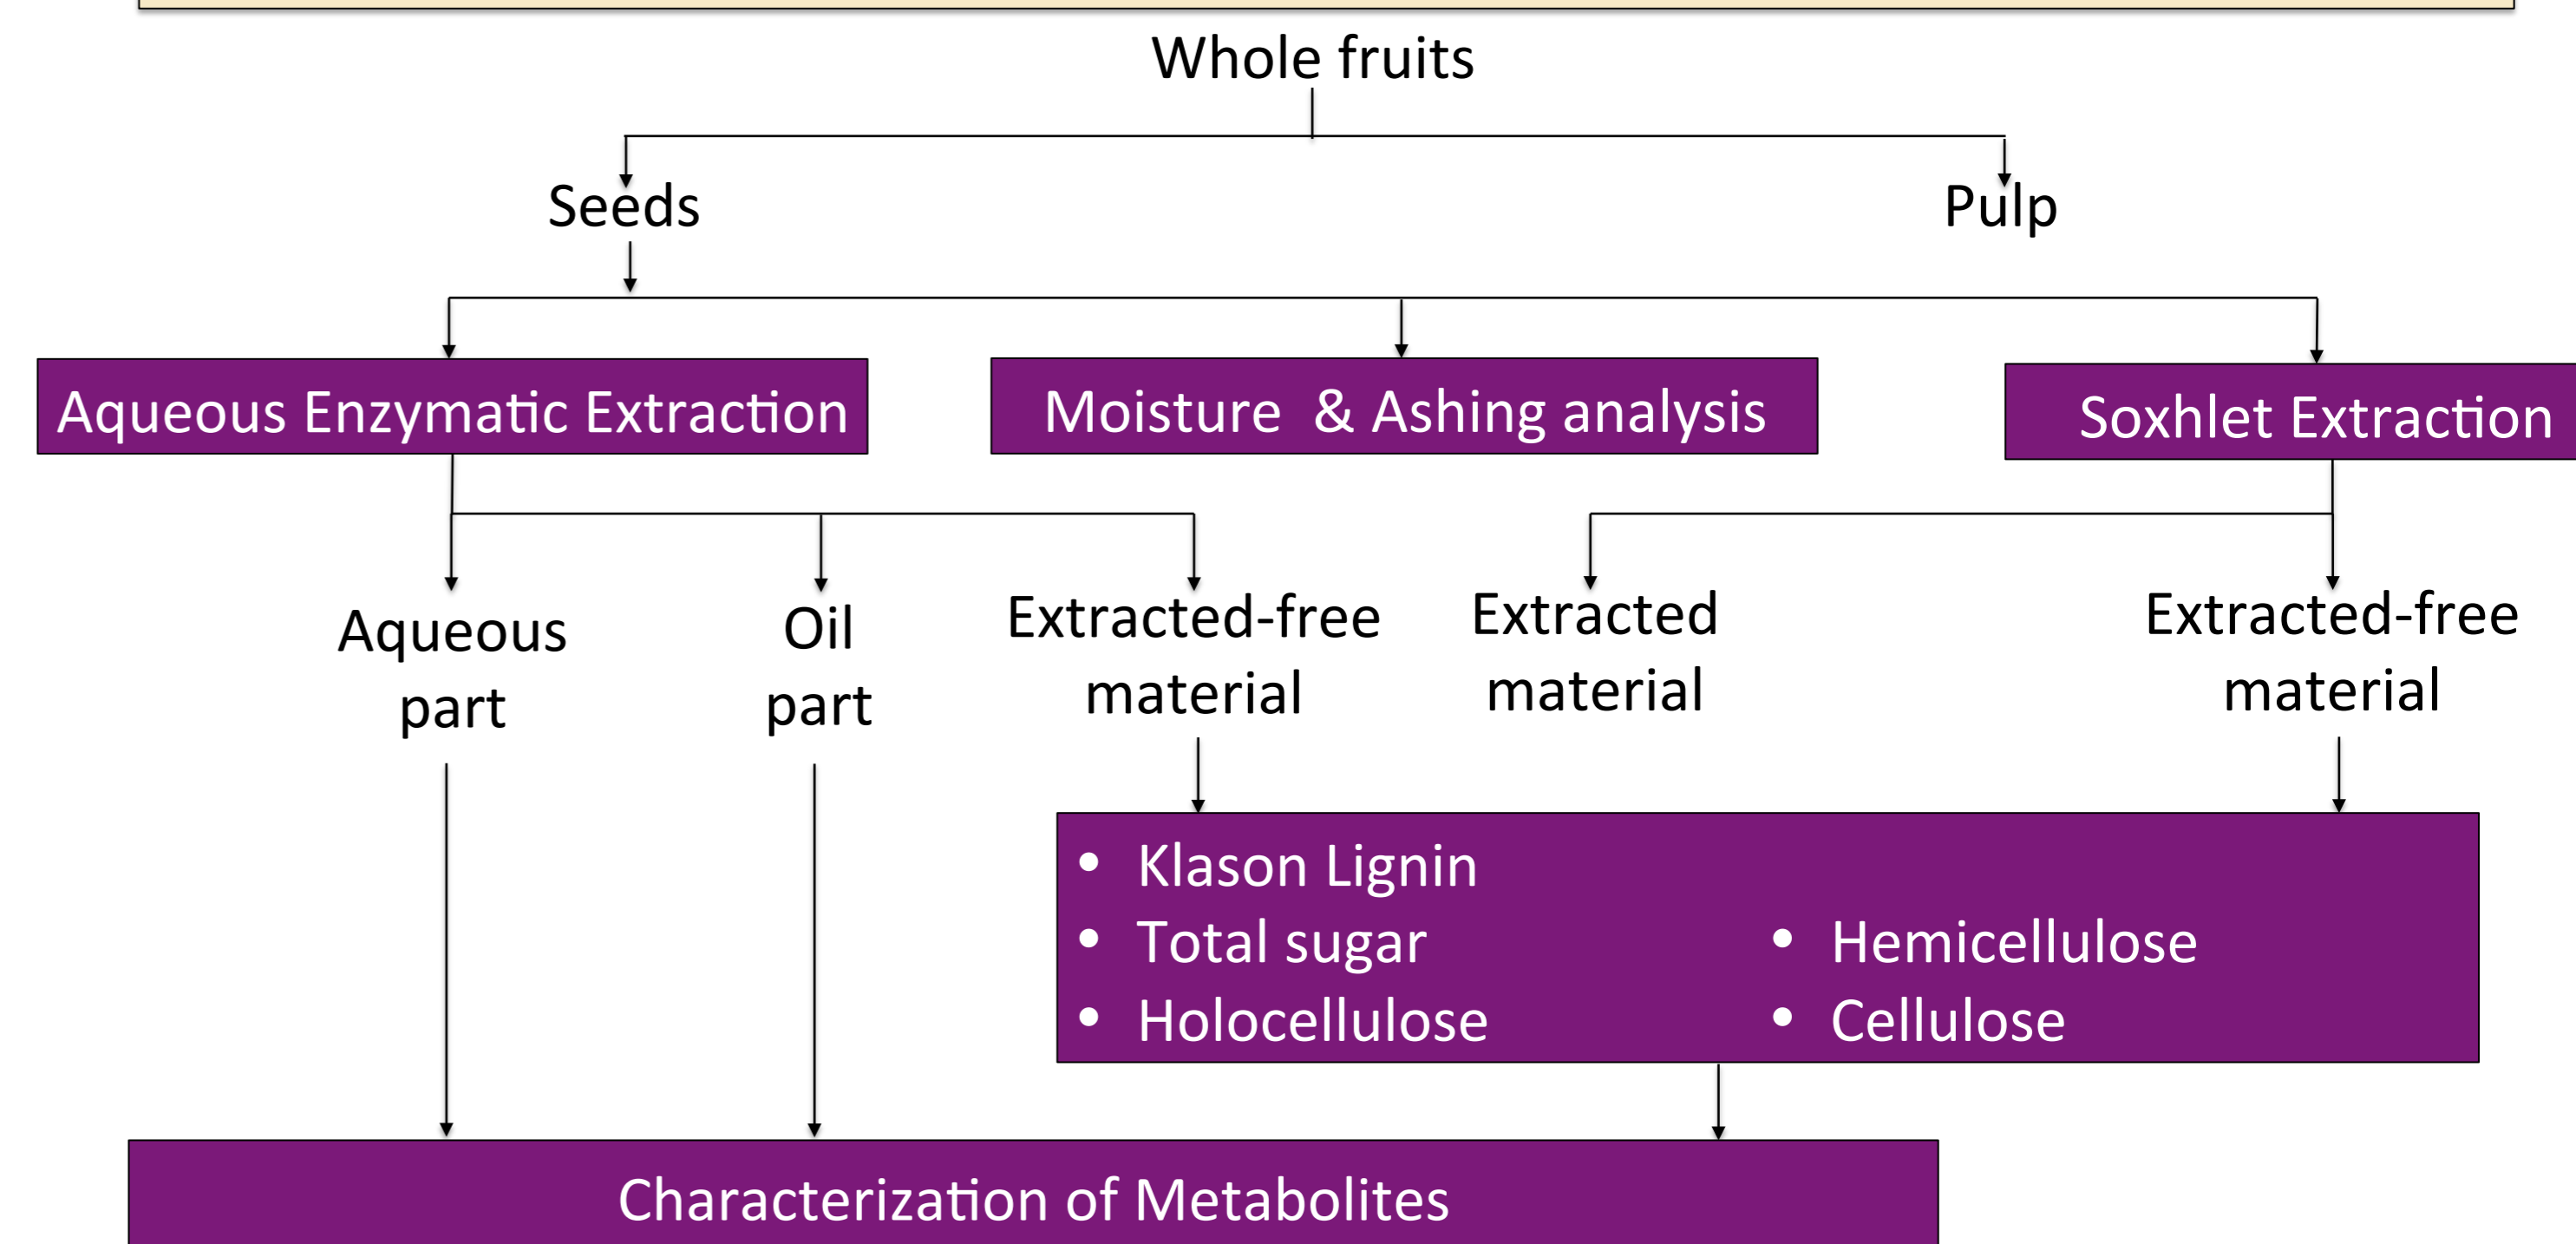 Whole fruits
Seeds
Pulp
Aqueous Enzymatic Extraction
Moisture  & Ashing analysis
Soxhlet Extraction
Aqueous
part
Oil
part
Extracted-free
material
Extracted
material
Extracted-free
material
• Klason Lignin
• Total sugar
• Holocellulose
• Hemicellulose
• Cellulose
Characterization of Metabolites